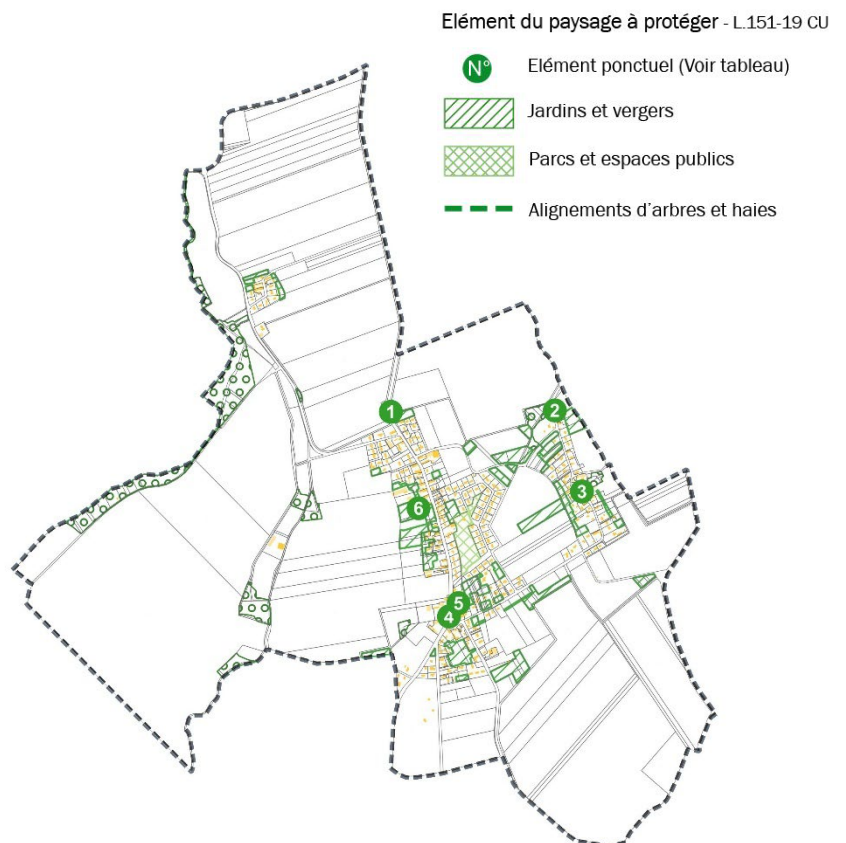 Elément du paysage à protéger - L.151-19 CU
N° Elément ponctuel (Voir tableau)
Jardins et vergers
Parcs et espaces publics
Alignements d'arbres et haies
1
2
3
6
5
4